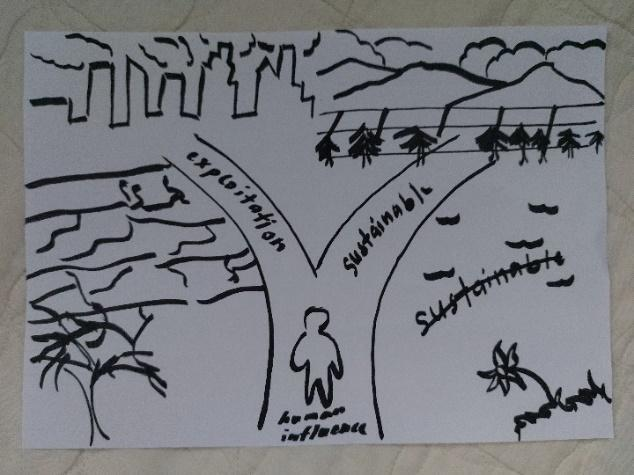 exploitation
sustainable
sustainable
human
influence